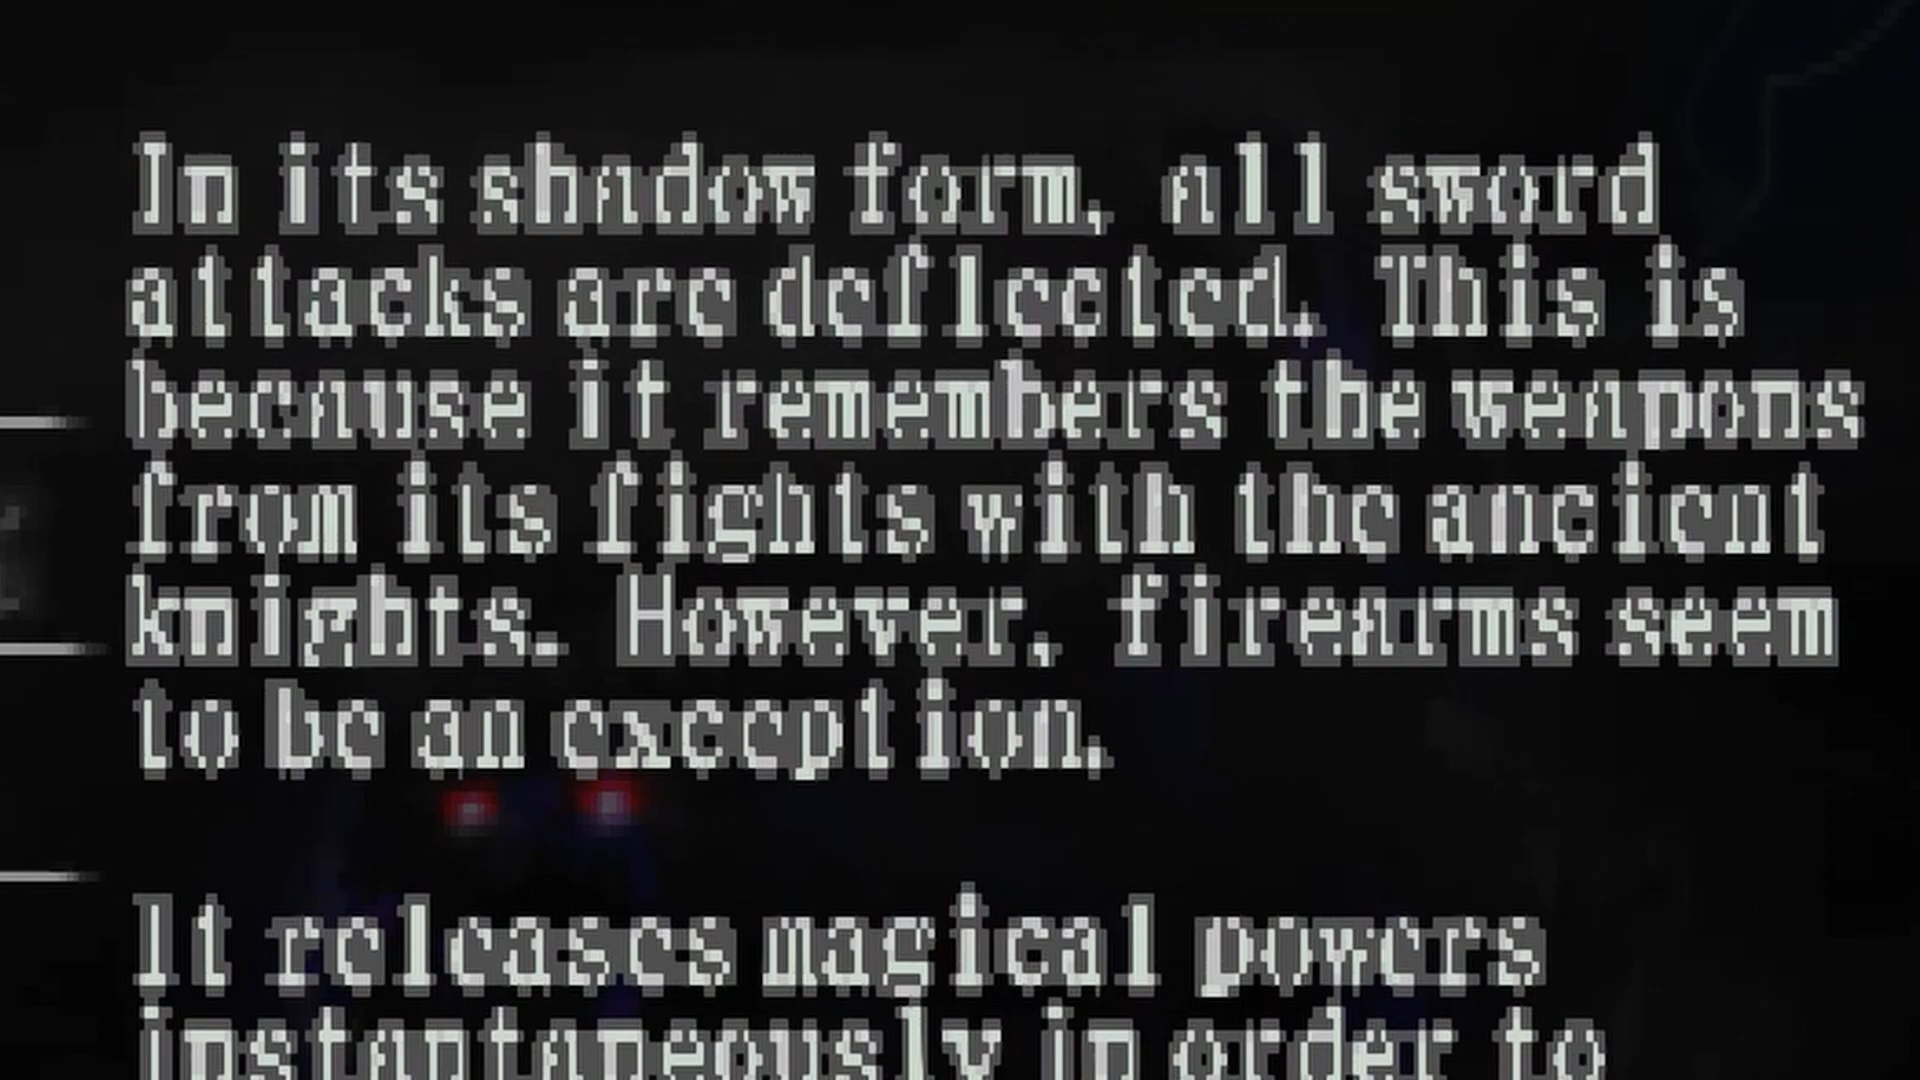 In its shadow form, all sword
attacks are deflected. This is
because it remembers the weapons
from its fights with the ancient
knights. However, firearms seem
to be an exception.
It releases magical powers
instantaneously in order to